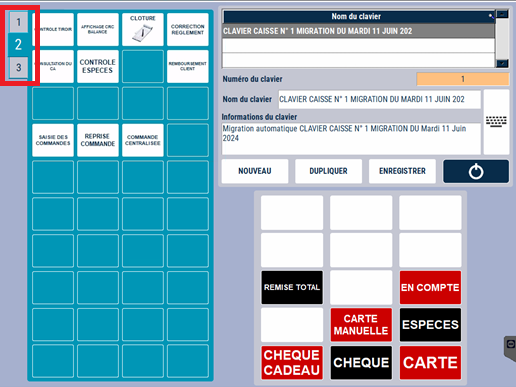 1
2
3
CONTROLE TIROIR
AFFICHAGE CRC
BALANCE
CLOTURE
CORRECTION
REGLEMENT
CONSULTATION DU
CA
CONTROLE
ESPECES
REMBOURSEMENT
CLIENT
SAISIE DES
COMMANDES
REPRISE
COMMANDE
COMMANDE
CENTRALISEE
Nom du clavier
CLAVIER CAISSE N° 1 MIGRATION DU MARDI 11 JUIN 202
Numéro du clavier
1
Nom du clavier
CLAVIER CAISSE N° 1 MIGRATION DU MARDI 11 JUIN 202
Informations du clavier
Migration automatique CLAVIER CAISSE N° 1 MIGRATION DU Mardi 11 Juin
2024
NOUVEAU
DUPLIQUER
ENREGISTRER
REMISE TOTAL
EN COMPTE
CARTE
MANUELLE
ESPECES
CHEQUE
CADEAU
CHEQUE
CARTE